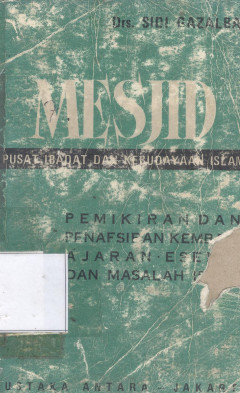 Drs. SIDI GAZALBA
MESJID
PUSAT IBADAT DAN KEBUDAYAAN ISLAM
PEMIKIRAN DAN
PENAFSIRAN KEMBA
AJARAN - ESE
DAN MASALAH
USTAKA ANTARA - JAKART